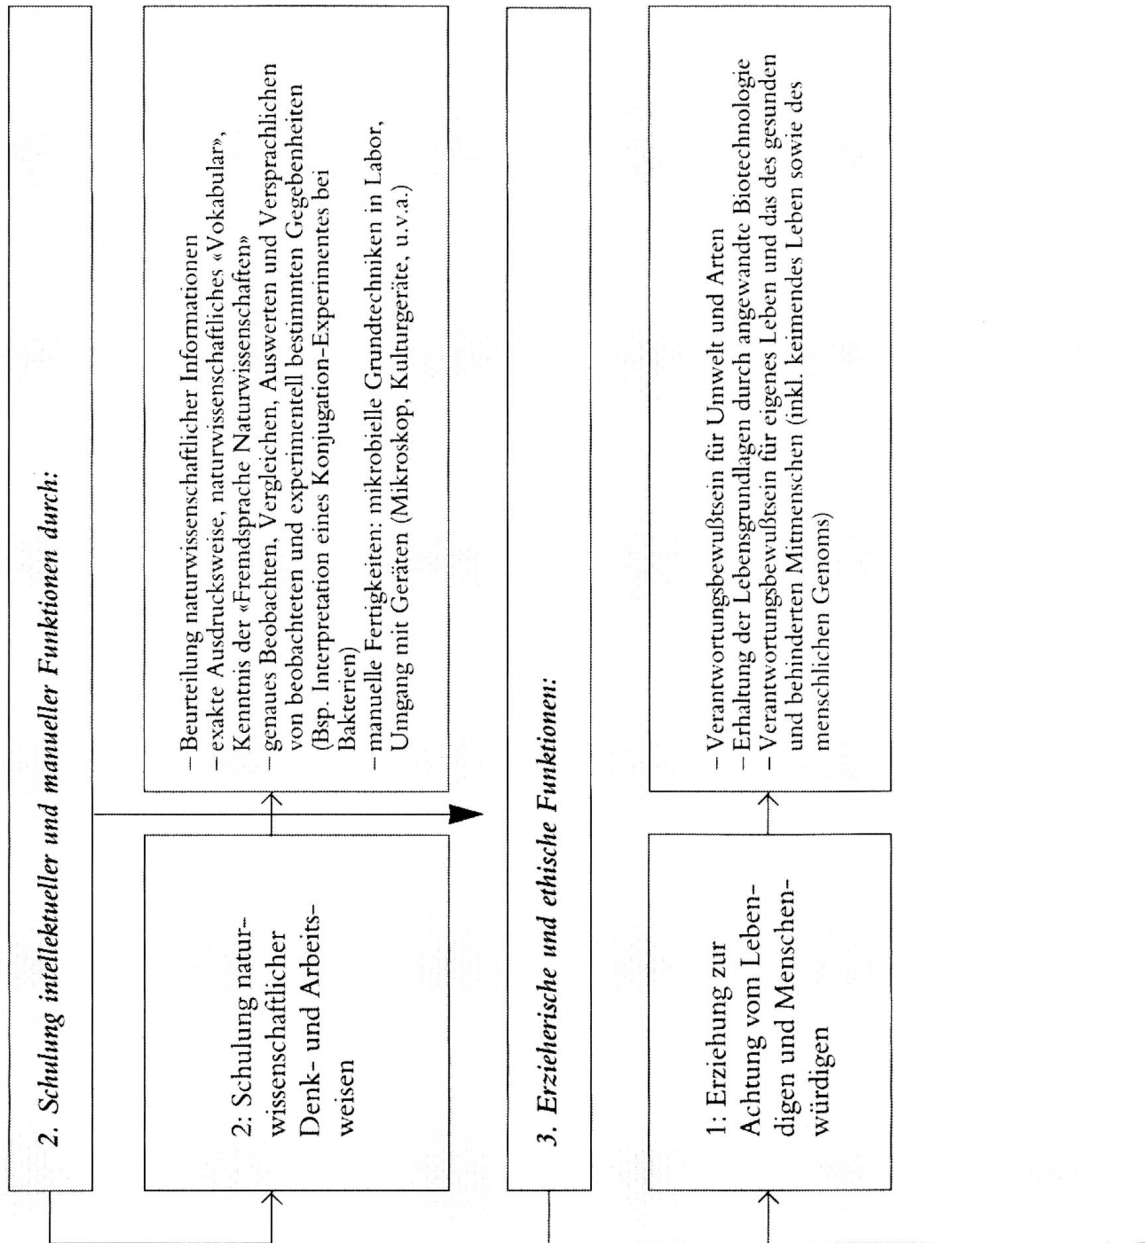 2. Schulung intellektueller und manueller Funktionen durch:
2: Schulung natur-
wissenschaftlicher
Denk- und Arbeits-
weisen
– Beurteilung naturwissenschaftlicher Informationen
– exakte Ausdrucksweise, naturwissenschaftliches «Vokabular»,
Kenntnis der «Fremdsprache Naturwissenschaften»
– genaues Beobachten, Vergleichen, Auswerten und Versprachlichen
von beobachteten und experimentell bestimmten Gegebenheiten
(Bsp. Interpretation eines Konjugation-Experimentes bei
Bakterien)
– manuelle Fertigkeiten: mikrobielle Grundtechniken in Labor,
Umgang mit Geräten (Mikroskop, Kulturgeräte, u.v.a.)
3. Erzieherische und ethische Funktionen:
1: Erziehung zur
Achtung vom Leben-
digen und Menschen-
würdigen
– Verantwortungsbewußtsein für Umwelt und Arten
– Erhaltung der Lebensgrundlagen durch angewandte Biotechnologie
– Verantwortungsbewußtsein für eigenes Leben und das des gesunden
und behinderten Mitmenschen (inkl. keimendes Leben sowie des
menschlichen Genoms)